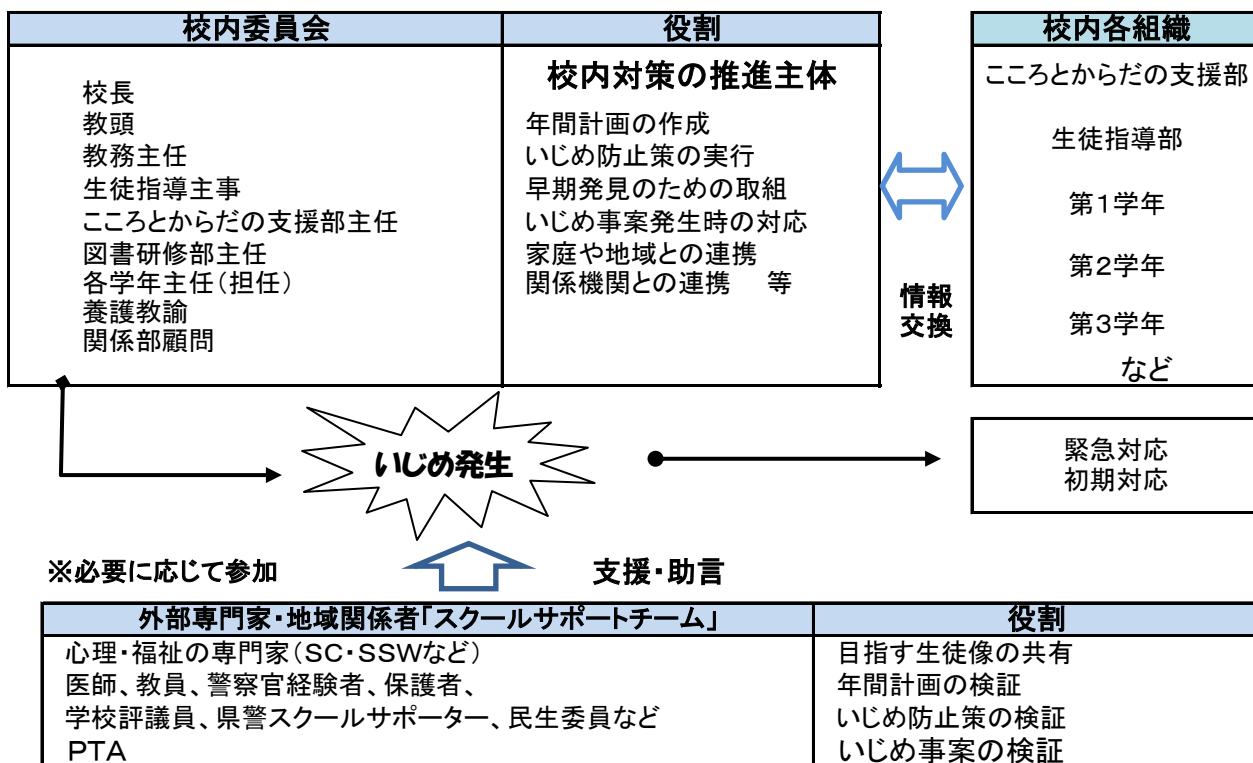 校内委員会
役割
校内各組織
校長
教頭
教務主任
生徒指導主事
こころとからだの支援部主任
図書研修部主任
各学年主任(担任)
養護教諭
関係部顧問
校内対策の推進主体
年間計画の作成
いじめ防止策の実行
早期発見のための取組
いじめ事案発生時の対応
家庭や地域との連携
関係機関との連携　等
情報
交換
こころとからだの支援部
生徒指導部
第1学年
第2学年
第3学年
など
いじめ発生
緊急対応
初期対応
※必要に応じて参加
支援・助言
外部専門家・地域関係者「スクールサポートチーム」
役割
心理・福祉の専門家(SC・SSWなど)
医師、教員、警察官経験者、保護者、
学校評議員、県警スクールサポーター、民生委員など
PTA
目指す生徒像の共有
年間計画の検証
いじめ防止策の検証
いじめ事案の検証